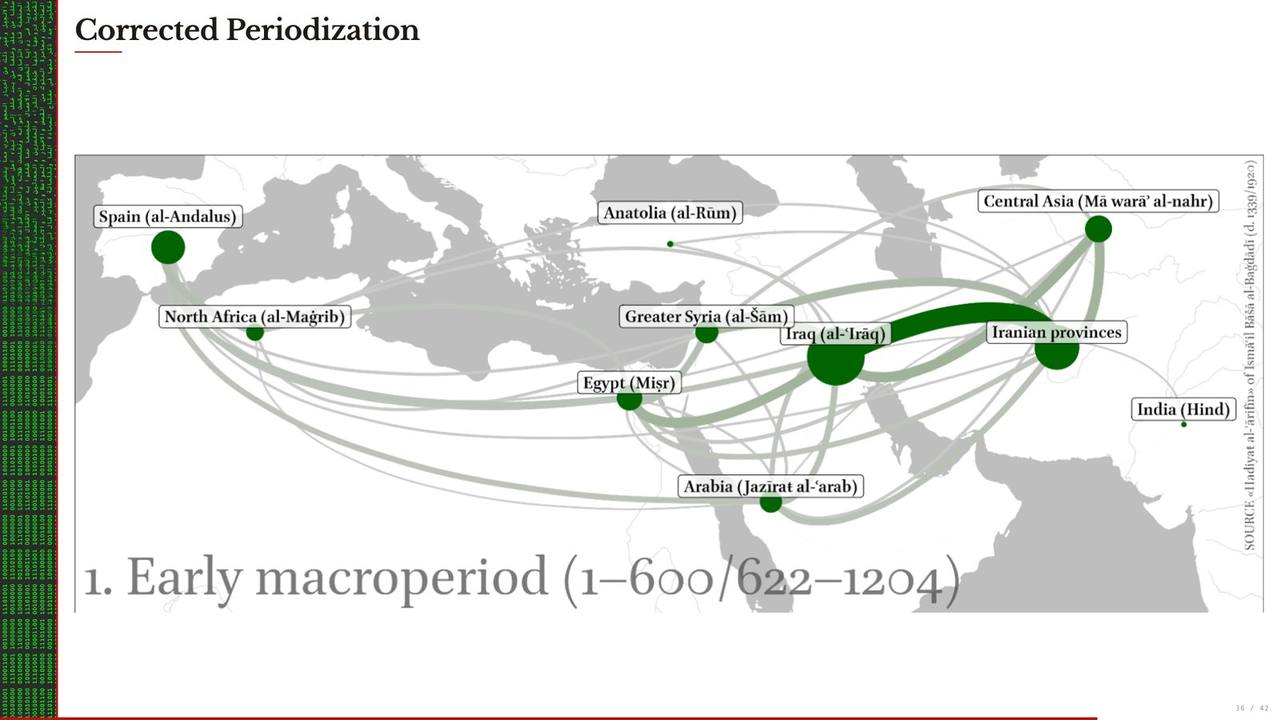 Corrected Periodization
Spain (al-Andalus)
Anatolia (al-Rūm)
Central Asia (Mā warāʾ al-nahr)
North Africa (al-Maġrib)
Greater Syria (al-Šām)
Iraq (al-ʿIrāq)
Iranian provinces
Egypt (Miṣr)
India (Hind)
Arabia (Jazīrat al-ʿarab)
1. Early macroperiod (1–600/622–1204)
SOURCE «Hadiyat al-ʿārifīn» of Ismāʿīl Bāšā al-Baġdādī (d. 1339/1920)
36 / 42